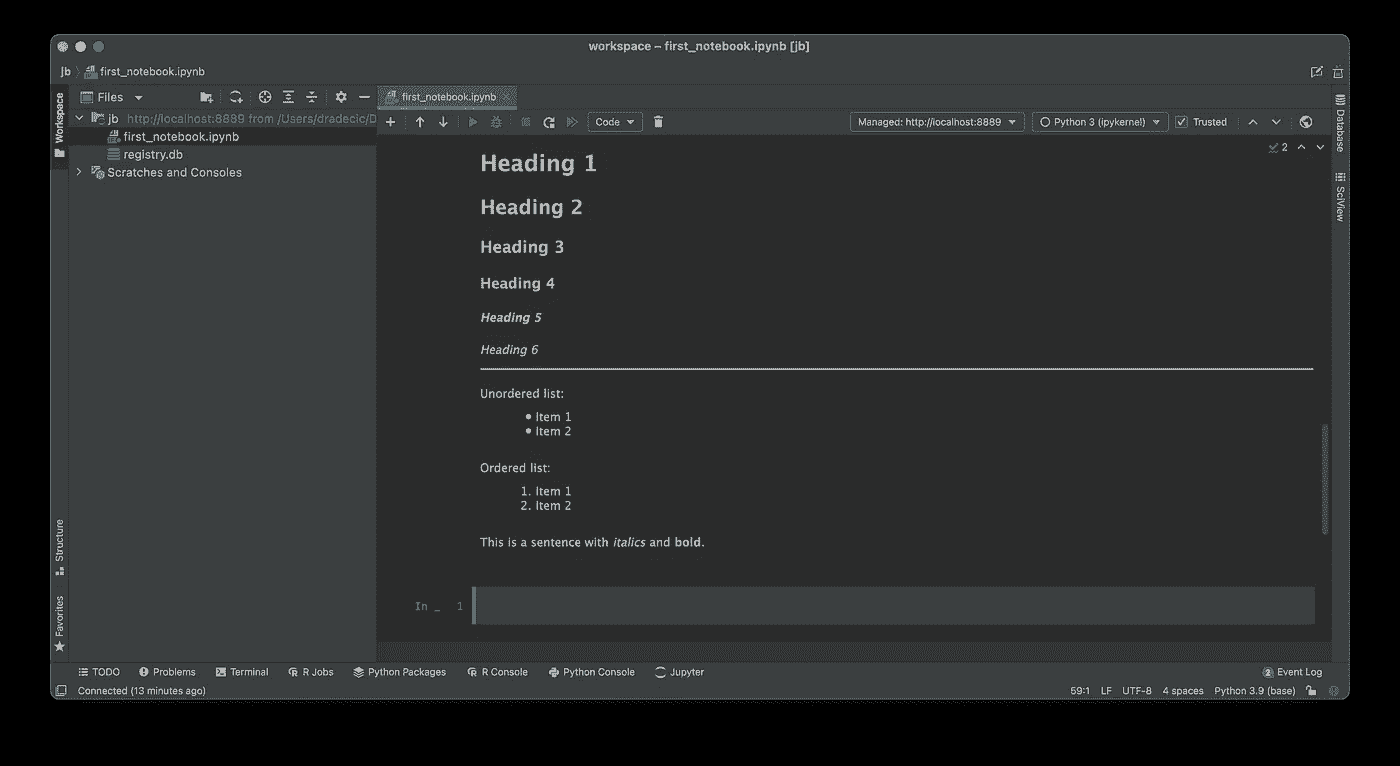 workspace – first_notebook.ipynb [jb]
jb first_notebook.ipynb
Workspace
Files
first_notebook.ipynb
jb http://localhost:8889 from /Users/dradecic/D
first_notebook.ipynb
registry.db
Scratches and Consoles
Code
Managed: http://localhost:8889
Python 3 (ipykernel)
Trusted
2
Database
SciView
Heading 1
Heading 2
Heading 3
Heading 4
Heading 5
Heading 6
Unordered list:
• Item 1
• Item 2
Ordered list:
1. Item 1
2. Item 2
This is a sentence with italics and bold.
In _ 1
Structure
Favorites
TODO Problems Terminal R Jobs Python Packages R Console Python Console Jupyter 2 Event Log
Connected (13 minutes ago) 59:1 LF UTF-8 4 spaces Python 3.9 (base)